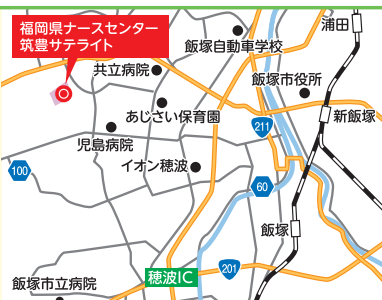 福岡県ナースセンター
筑豊サテライト
浦田
飯塚自動車学校
共立病院
飯塚市役所
あじさい保育園
新飯塚
211
児島病院
イオン穂波
100
60
飯塚
穂波IC
201
飯塚市立病院